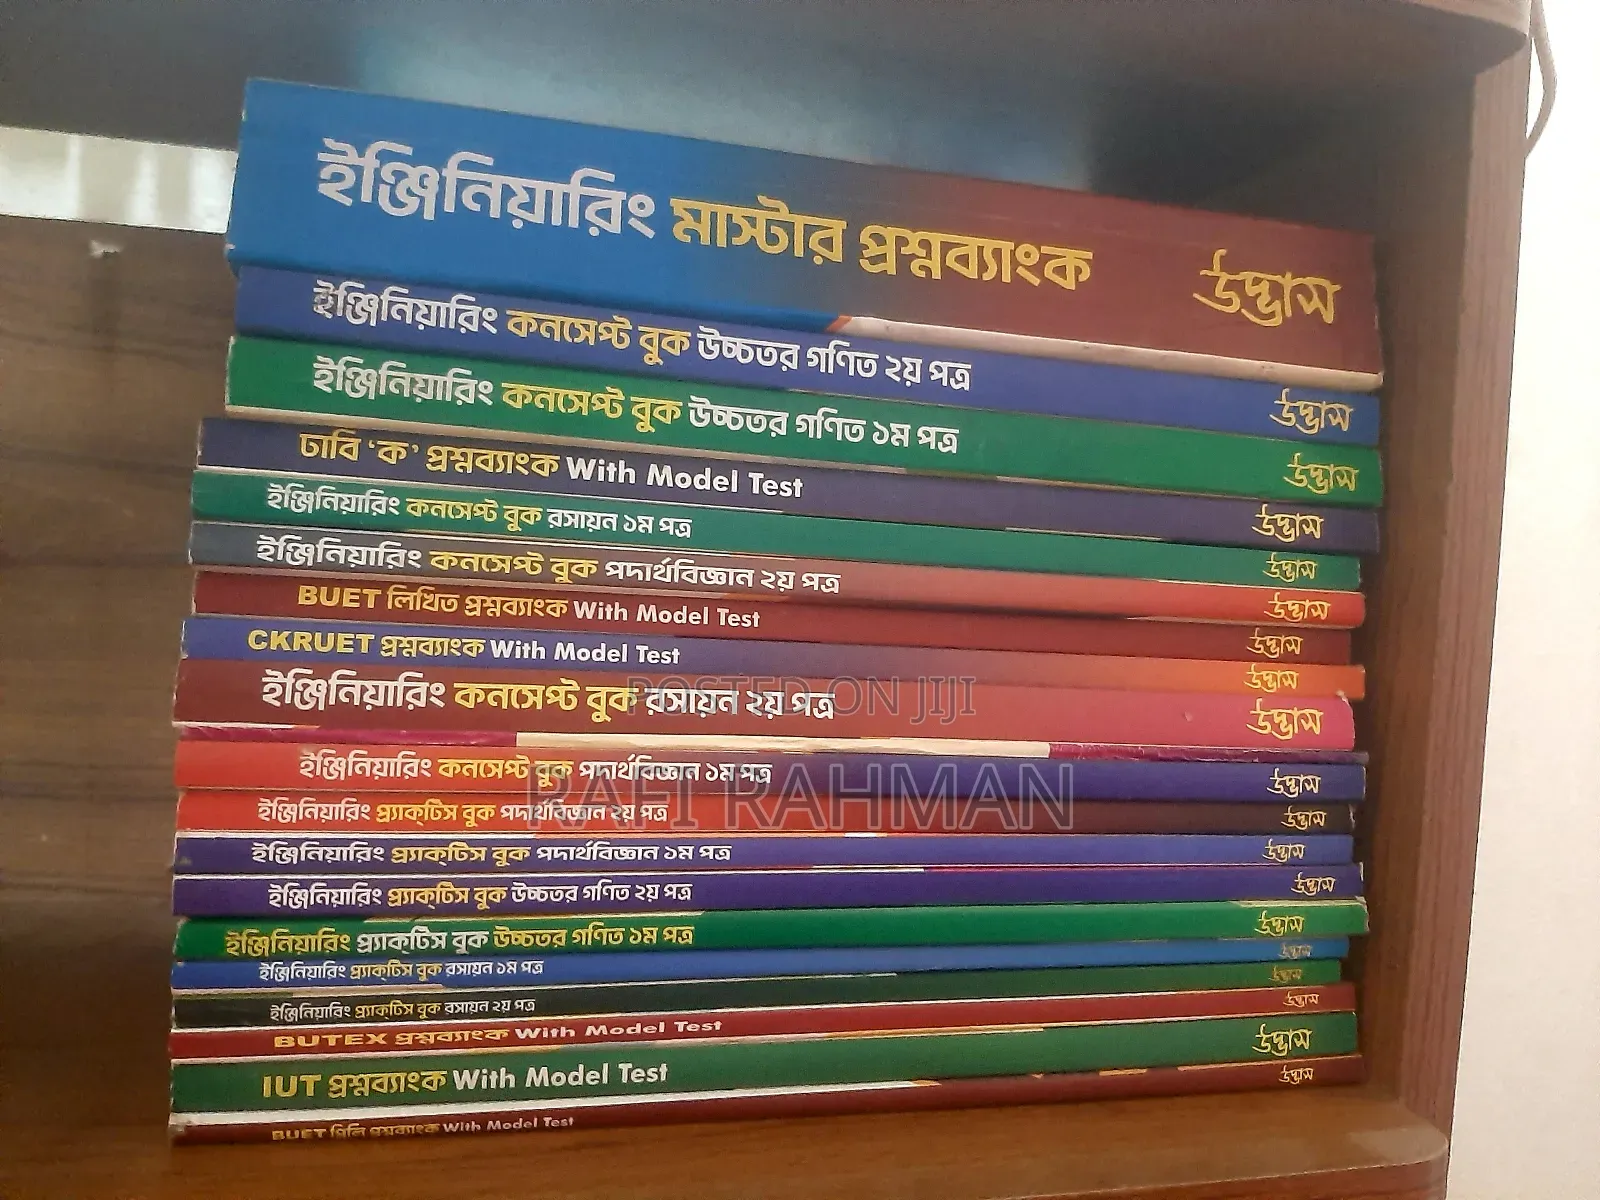 ইঞ্জিনিয়ারিং মাস্টার প্রশ্নব্যাংক উদ্ভাস
ইঞ্জিনিয়ারিং কনসেপ্ট বুক উচ্চতর গণিত ২য় পত্র উদ্ভাস
ইঞ্জিনিয়ারিং কনসেপ্ট বুক উচ্চতর গণিত ১ম পত্র উদ্ভাস
ঢাবি ‘ক’ প্রশ্নব্যাংক With Model Test উদ্ভাস
ইঞ্জিনিয়ারিং কনসেপ্ট বুক রসায়ন ১ম পত্র উদ্ভাস
ইঞ্জিনিয়ারিং কনসেপ্ট বুক পদার্থবিজ্ঞান ২য় পত্র উদ্ভাস
BUET লিখিত প্রশ্নব্যাংক With Model Test উদ্ভাস
CKRUET প্রশ্নব্যাংক With Model Test উদ্ভাস
ইঞ্জিনিয়ারিং কনসেপ্ট বুক রসায়ন ২য় পত্র উদ্ভাস
POSTED ON JIJI
ইঞ্জিনিয়ারিং কনসেপ্ট বুক পদার্থবিজ্ঞান ১ম পত্র উদ্ভাস
RAFI RAHMAN
ইঞ্জিনিয়ারিং প্র্যাক্টিস বুক পদার্থবিজ্ঞান ২য় পত্র উদ্ভাস
ইঞ্জিনিয়ারিং প্র্যাক্টিস বুক পদার্থবিজ্ঞান ১ম পত্র উদ্ভাস
ইঞ্জিনিয়ারিং প্র্যাক্টিস বুক উচ্চতর গণিত ২য় পত্র উদ্ভাস
ইঞ্জিনিয়ারিং প্র্যাক্টিস বুক উচ্চতর গণিত ১ম পত্র উদ্ভাস
ইঞ্জিনিয়ারিং প্র্যাক্টিস বুক রসায়ন ১ম পত্র উদ্ভাস
ইঞ্জিনিয়ারিং প্র্যাক্টিস বুক রসায়ন ২য় পত্র উদ্ভাস
BUTEX প্রশ্নব্যাংক With Model Test উদ্ভাস
IUT প্রশ্নব্যাংক With Model Test উদ্ভাস
BUET প্রিলি প্রশ্নব্যাংক With Model Test উদ্ভাস